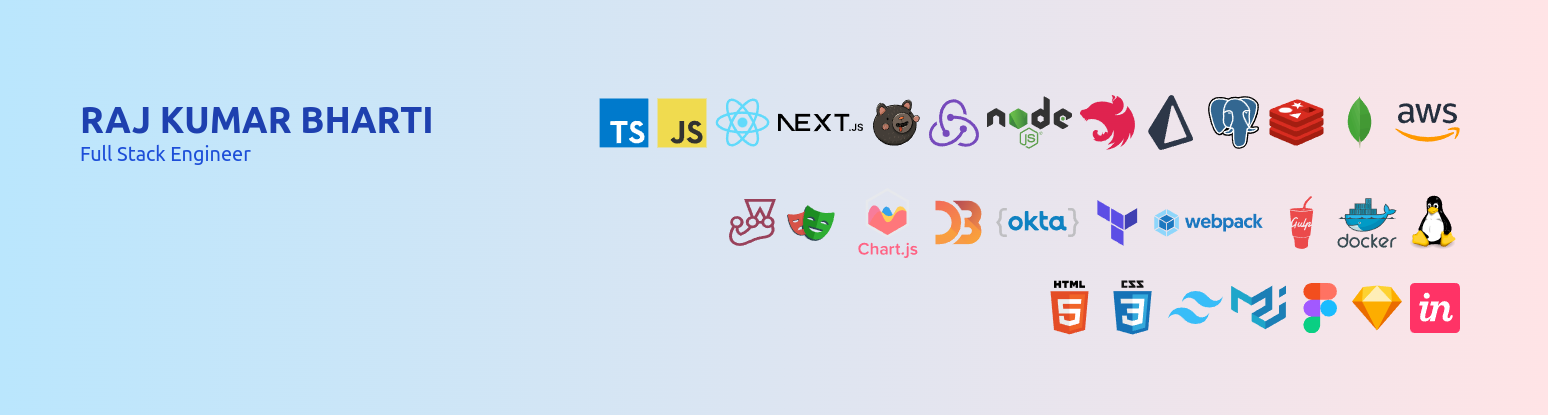 RAJ KUMAR BHARTI
Full Stack Engineer
TS JS NEXT.JS node JS aws
Chart.js {okta} webpack Gulp docker
HTML 5 CSS 3 in